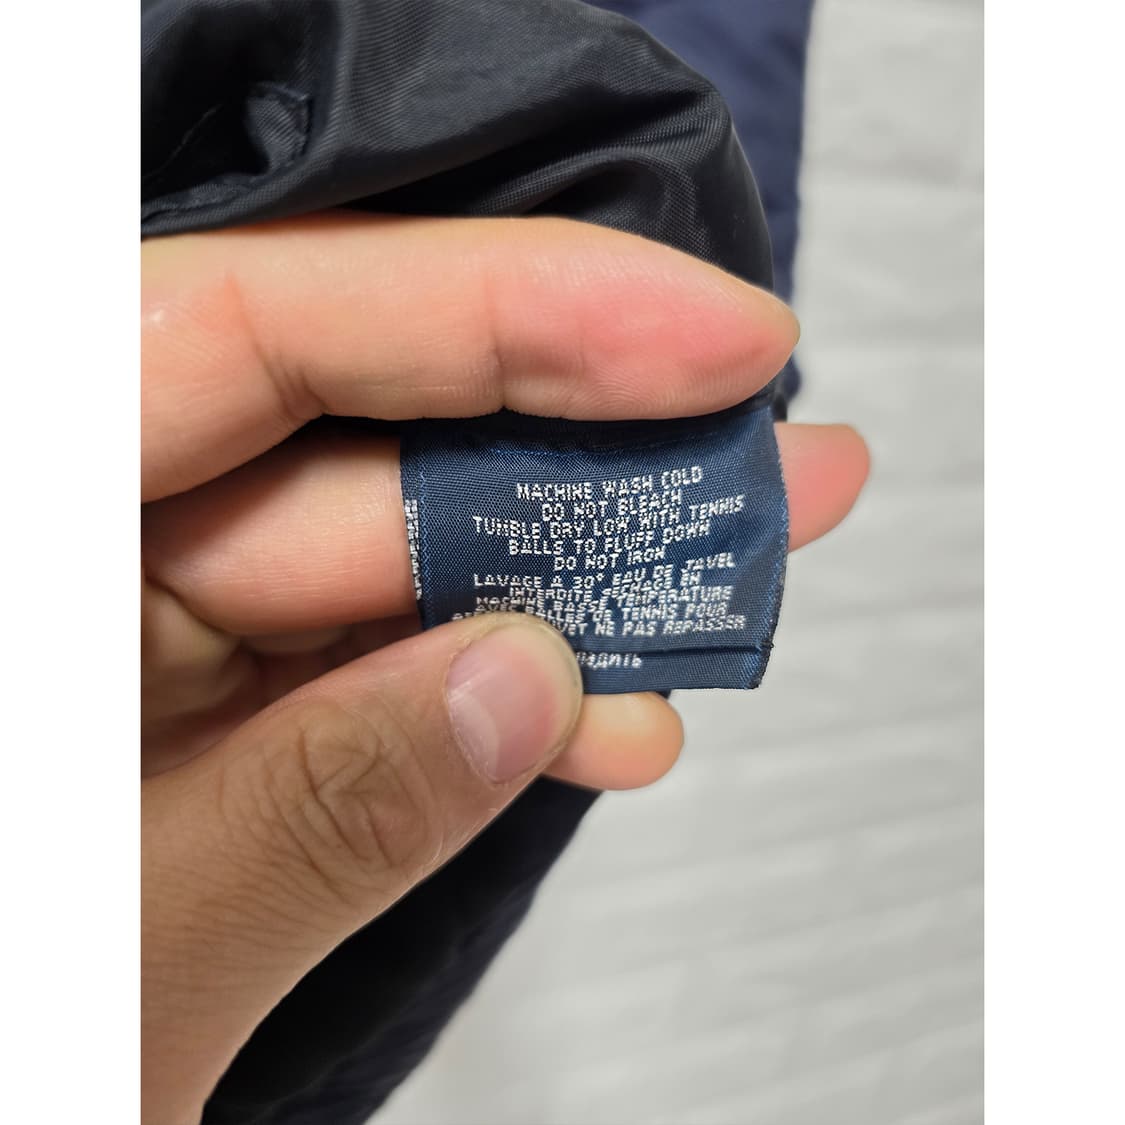 MACHINE WASH COLD
DO NOT BLEACH
TUMBLE DRY LOW WITH TENNIS
BALLS TO FLUFF DOWN
DO NOT IRON
LAVAGE A 30° EAU DE JAVEL
INTERDITE SECHAGE EN
MACHINE BASSE TEMPERATURE
AVEC BALLES DE TENNIS POUR
NE PAS REPASSER